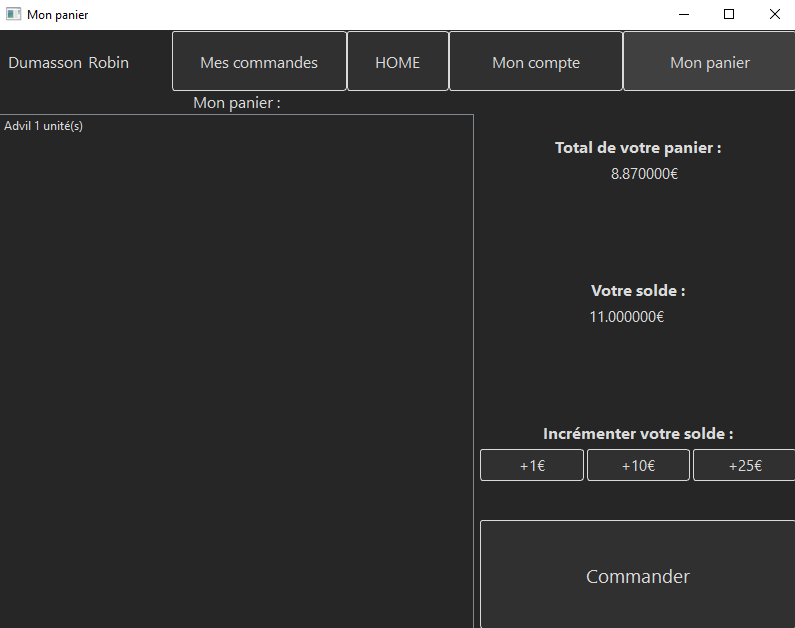 Mon panier
Dumasson Robin
Mes commandes
HOME
Mon compte
Mon panier
Mon panier :
Advil 1 unité(s)
Total de votre panier :
8.870000€
Votre solde :
11.000000€
Incrémenter votre solde :
+1€
+10€
+25€
Commander